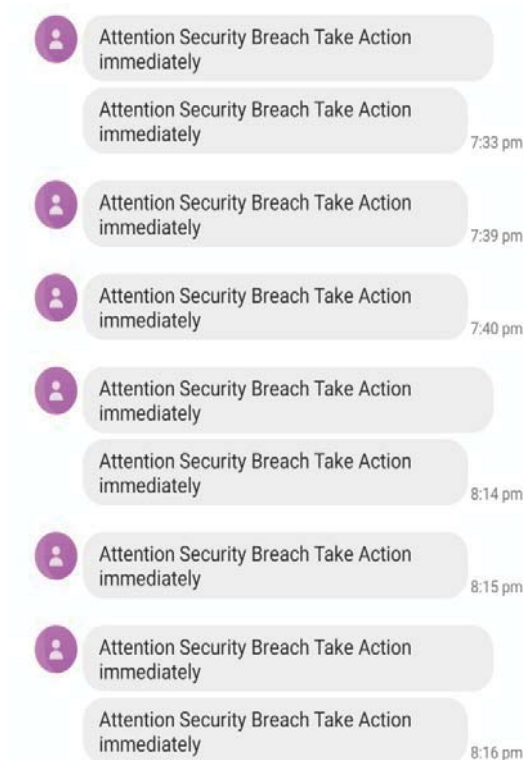 Attention Security Breach Take Action
immediately
Attention Security Breach Take Action
immediately
7:33 pm
Attention Security Breach Take Action
immediately
7:39 pm
Attention Security Breach Take Action
immediately
7:40 pm
Attention Security Breach Take Action
immediately
Attention Security Breach Take Action
immediately
8:14 pm
Attention Security Breach Take Action
immediately
8:15 pm
Attention Security Breach Take Action
immediately
Attention Security Breach Take Action
immediately
8:16 pm